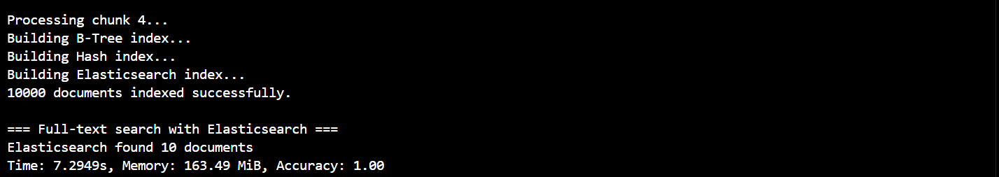 Processing chunk 4...
Building B-Tree index...
Building Hash index...
Building Elasticsearch index...
10000 documents indexed successfully.
=== Full-text search with Elasticsearch ===
Elasticsearch found 10 documents
Time: 7.2949s, Memory: 163.49 MiB, Accuracy: 1.00